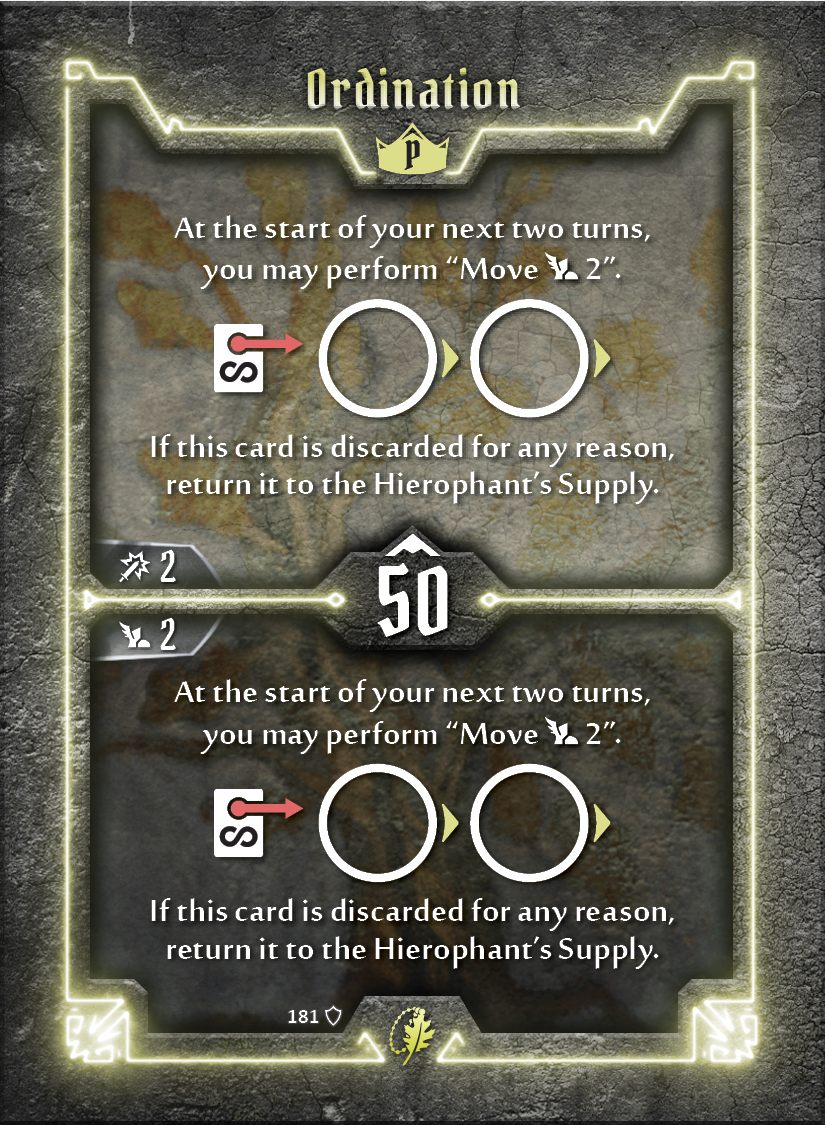 Ordination
P
At the start of your next two turns,
you may perform “Move 2”.
If this card is discarded for any reason,
return it to the Hierophant’s Supply.
2
50
2
At the start of your next two turns,
you may perform “Move 2”.
If this card is discarded for any reason,
return it to the Hierophant’s Supply.
181